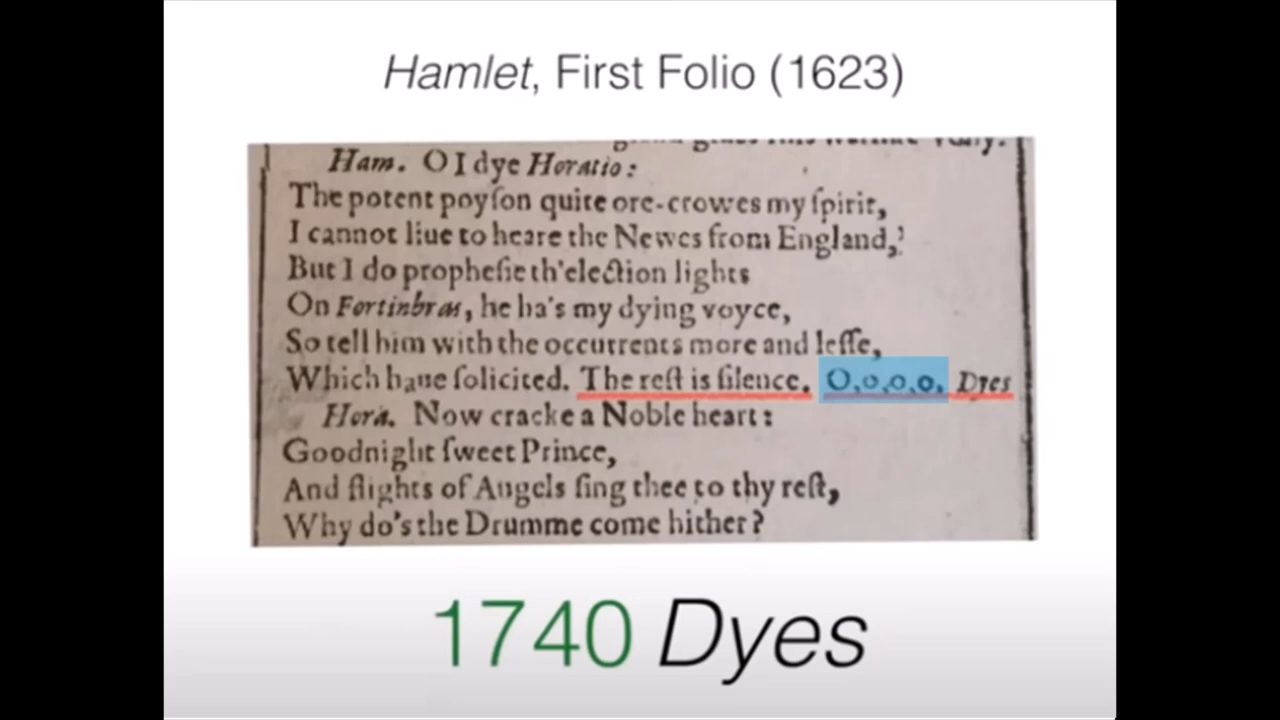 Hamlet, First Folio (1623)
Ham. O I dye Horatio:
The potent poyſon quite ore-crowes my ſpirit,
I cannot liue to heare the Newes from England,
But I do propheſie th'election lights
On Fortinbras, he ha's my dying voyce,
So tell him with the occurrents more and leſſe,
Which haue ſolicited. The reſt is ſilence. O,o,o,o. Dyes
Hora. Now cracke a Noble heart:
Goodnight ſweet Prince,
And flights of Angels ſing thee to thy reſt,
Why do's the Drumme come hither?
1740 Dyes